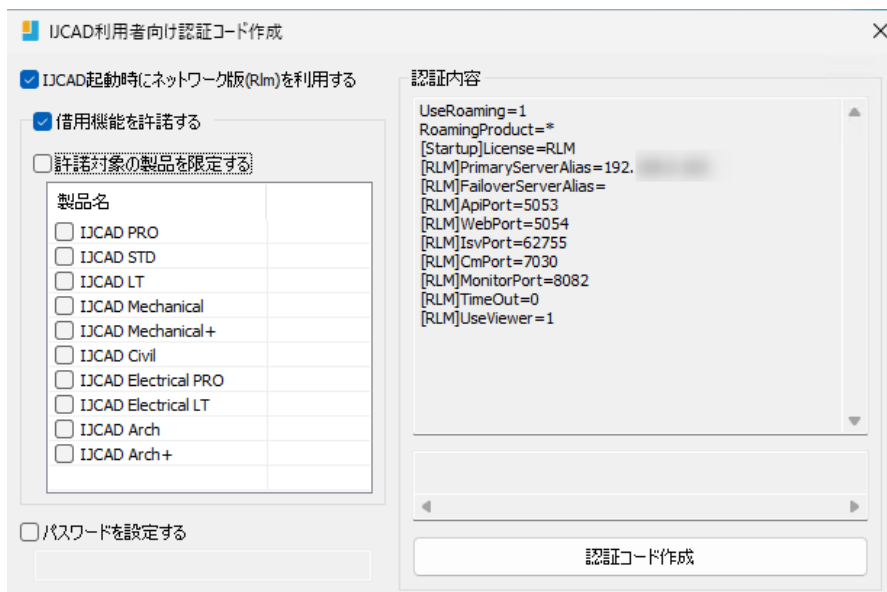 IJCAD利用者向け認証コード作成
IJCAD起動時にネットワーク版(Rlm)を利用する
借用機能を許諾する
許諾対象の製品を限定する
製品名
IJCAD PRO
IJCAD STD
IJCAD LT
IJCAD Mechanical
IJCAD Mechanical+
IJCAD Civil
IJCAD Electrical PRO
IJCAD Electrical LT
IJCAD Arch
IJCAD Arch+
パスワードを設定する
認証内容
UseRoaming=1
RoamingProduct=*
[Startup]License=RLM
[RLM]PrimaryServerAlias=192.
[RLM]FailoverServerAlias=
[RLM]ApiPort=5053
[RLM]WebPort=5054
[RLM]IsvPort=62755
[RLM]CmPort=7030
[RLM]MonitorPort=8082
[RLM]TimeOut=0
[RLM]UseViewer=1
認証コード作成